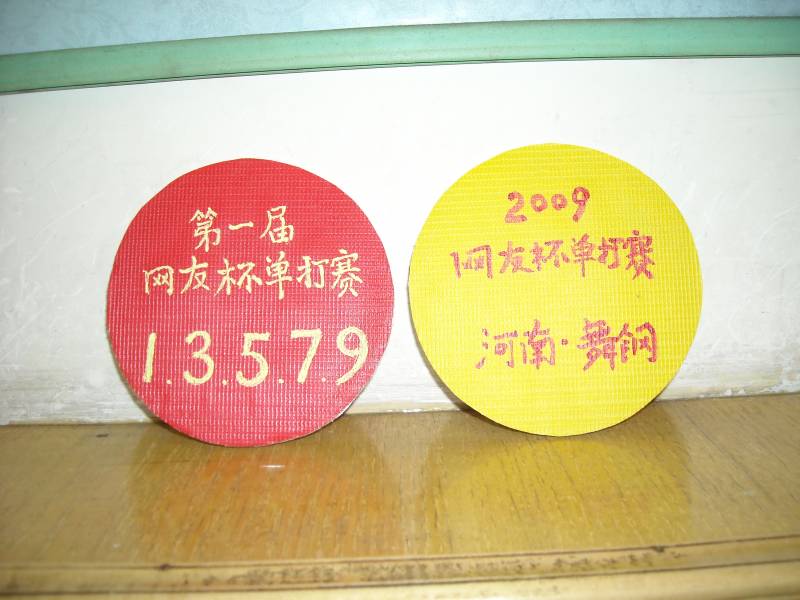 第一届
网友杯单打赛
1.3.5.7.9
2009
网友杯单打赛
河南·舞钢